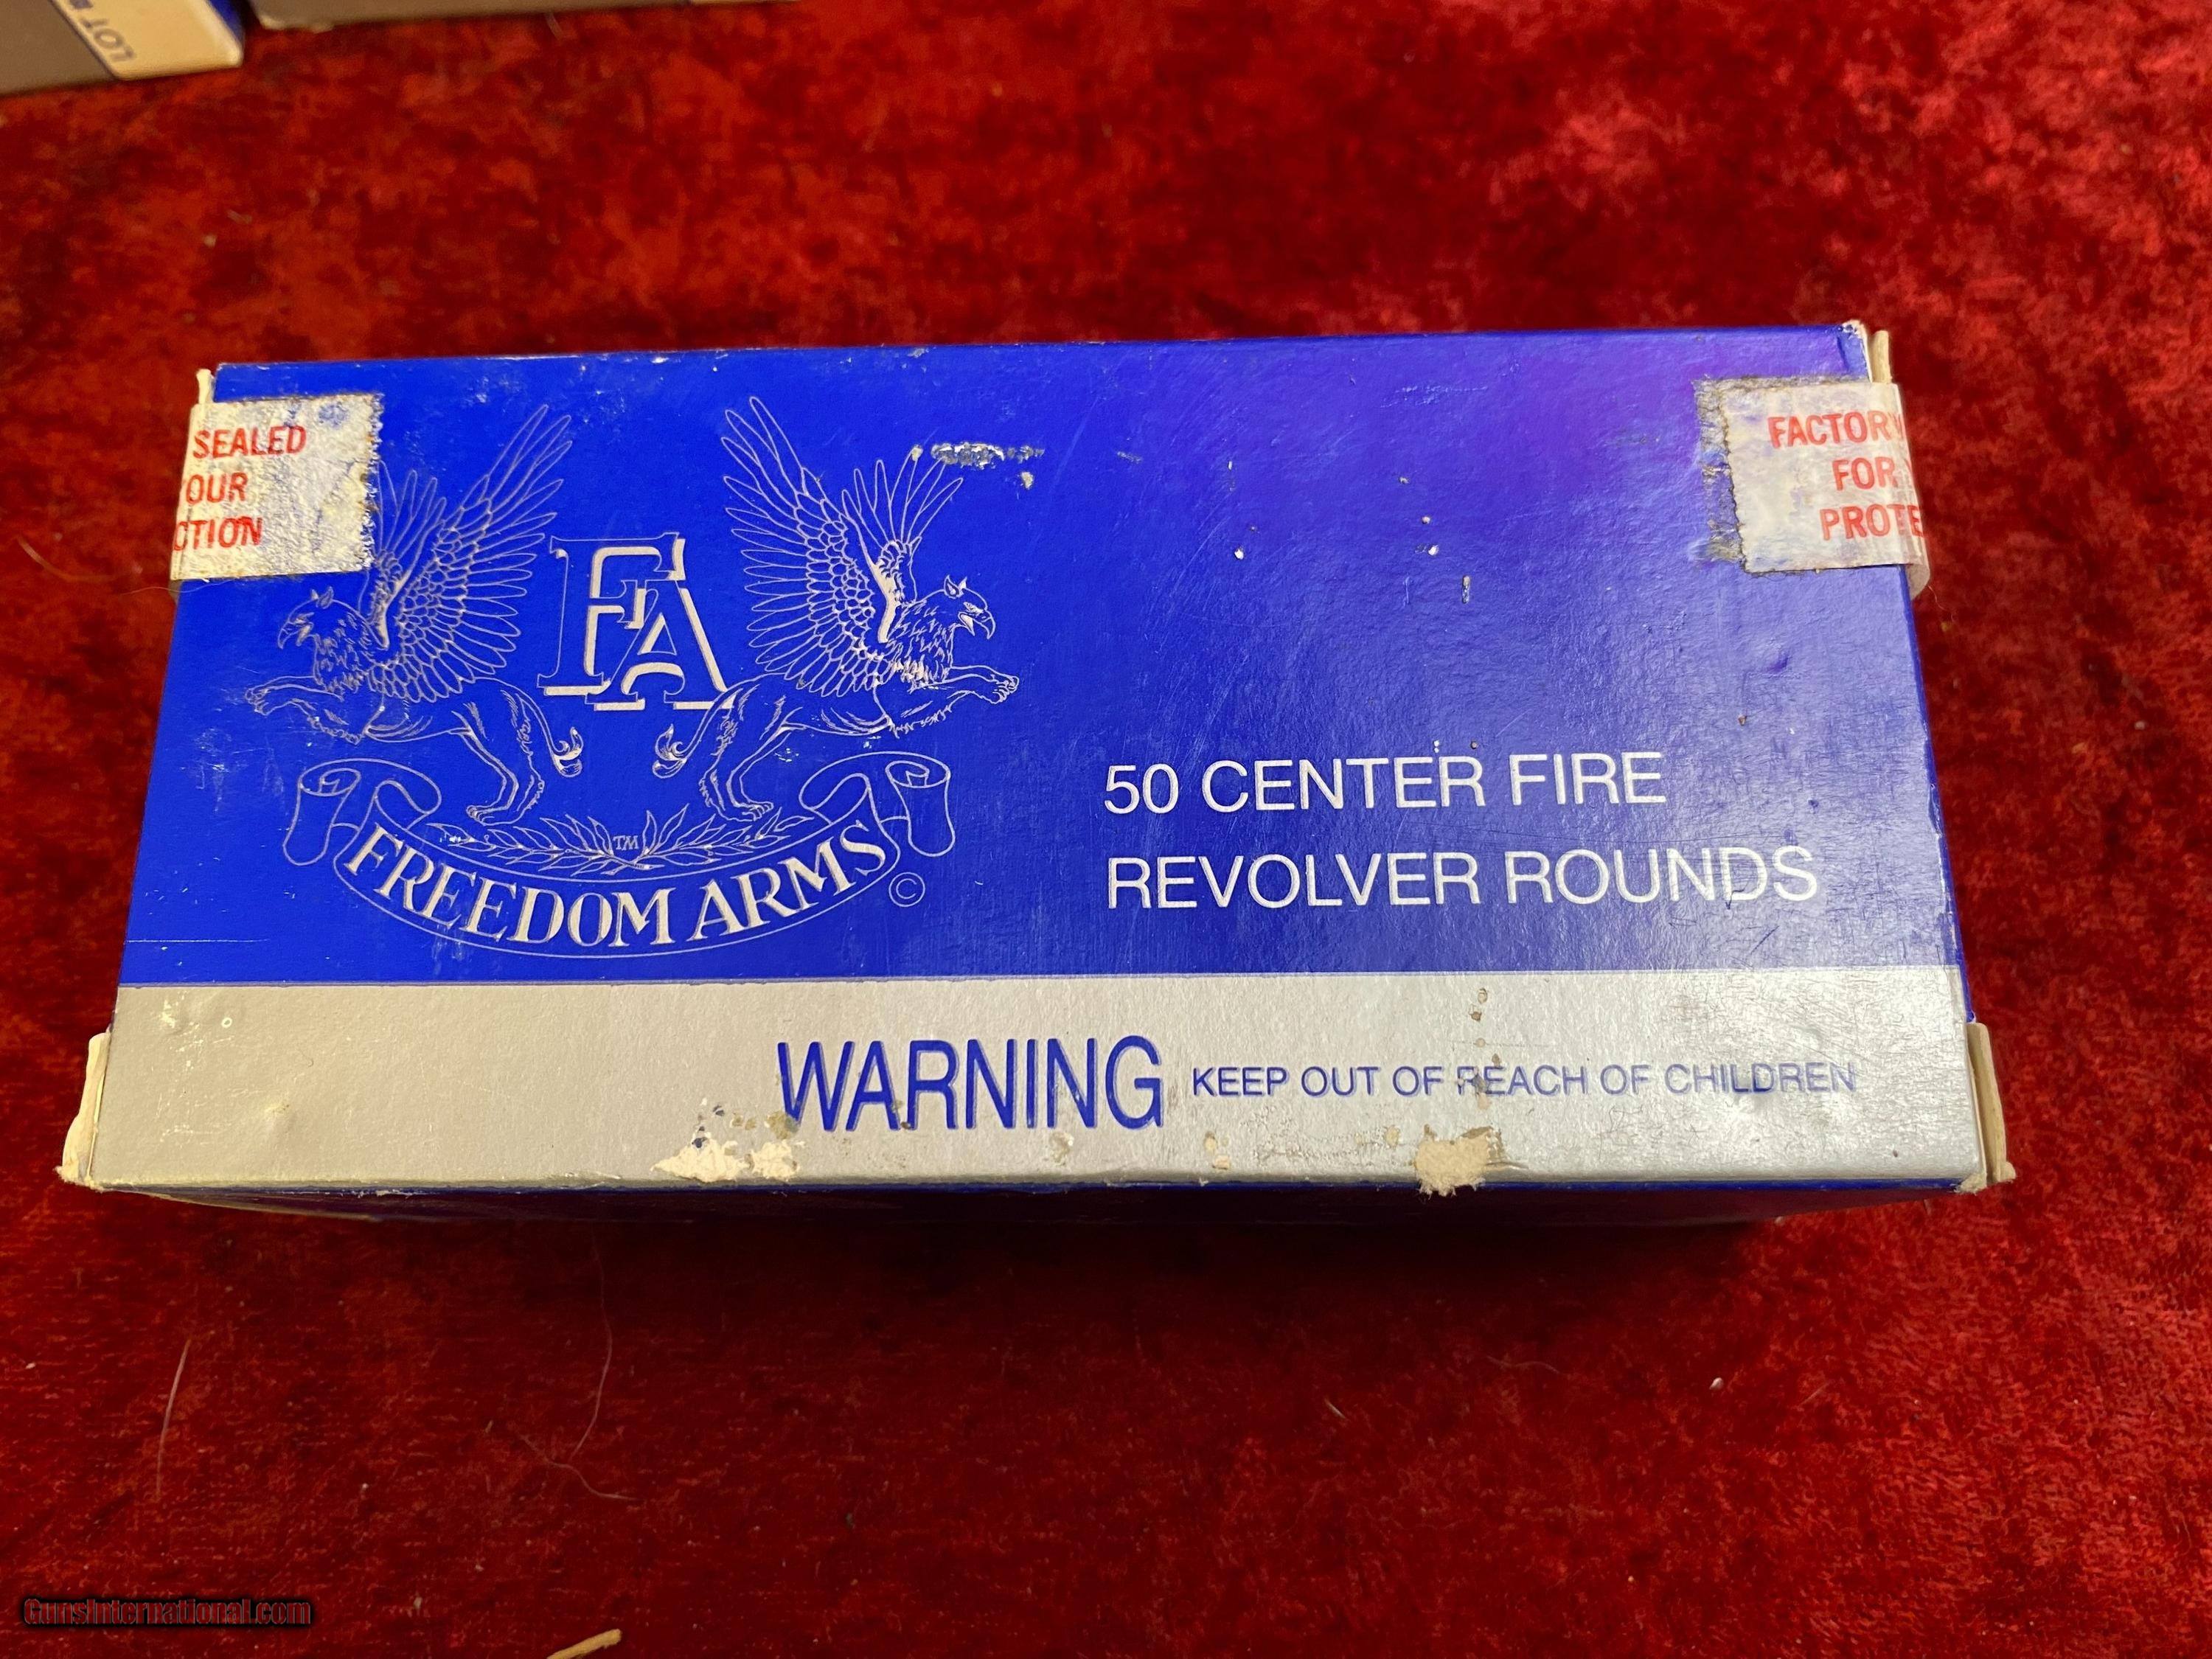 LOT
SEALED
OUR
CTION
FACTORY
FOR
PROTE
FA
TM
FREEDOM ARMS ©
50 CENTER FIRE
REVOLVER ROUNDS
WARNING KEEP OUT OF REACH OF CHILDREN
GunsInternational.com